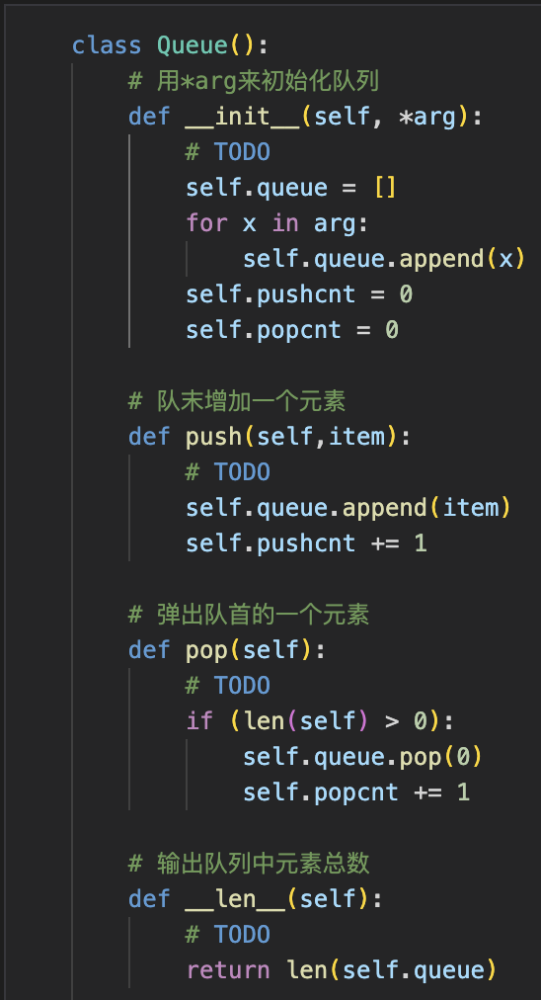 class Queue():
    # 用*arg来初始化队列
    def __init__(self, *arg):
        # TODO
        self.queue = []
        for x in arg:
            self.queue.append(x)
        self.pushcnt = 0
        self.popcnt = 0
    # 队末增加一个元素
    def push(self,item):
        # TODO
        self.queue.append(item)
        self.pushcnt += 1
    # 弹出队首的一个元素
    def pop(self):
        # TODO
        if (len(self) > 0):
            self.queue.pop(0)
            self.popcnt += 1
    # 输出队列中元素总数
    def __len__(self):
        # TODO
        return len(self.queue)